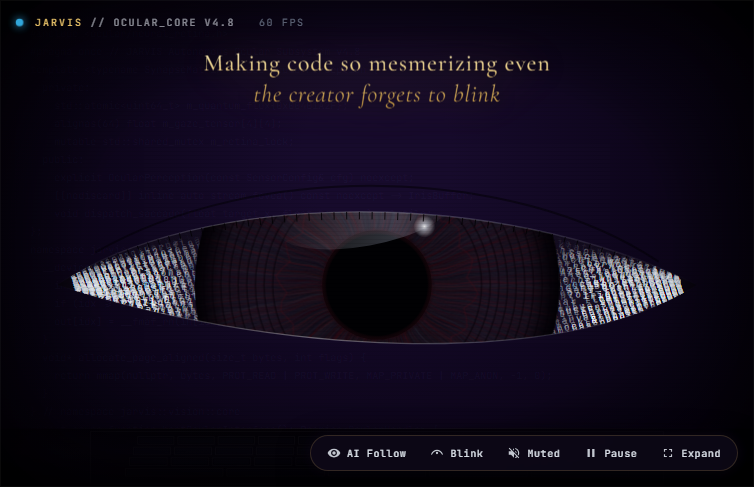 JARVIS // OCULAR_CORE V4.8 60 FPS
Making code so mesmerizing even
the creator forgets to blink
AI Follow Blink Muted Pause Expand